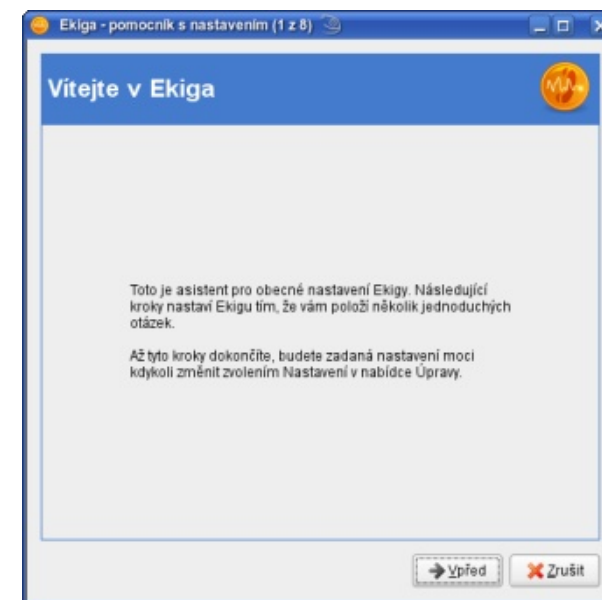 Ekiga - pomocník s nastavením (1 z 8)
Vítejte v Ekiga
Toto je asistent pro obecné nastavení Ekigy. Následující
kroky nastaví Ekigu tím, že vám položí několik jednoduchých
otázek.
Až tyto kroky dokončíte, budete zadaná nastavení moci
kdykoli změnit zvolením Nastavení v nabídce Úpravy.
Vpřed
Zrušit